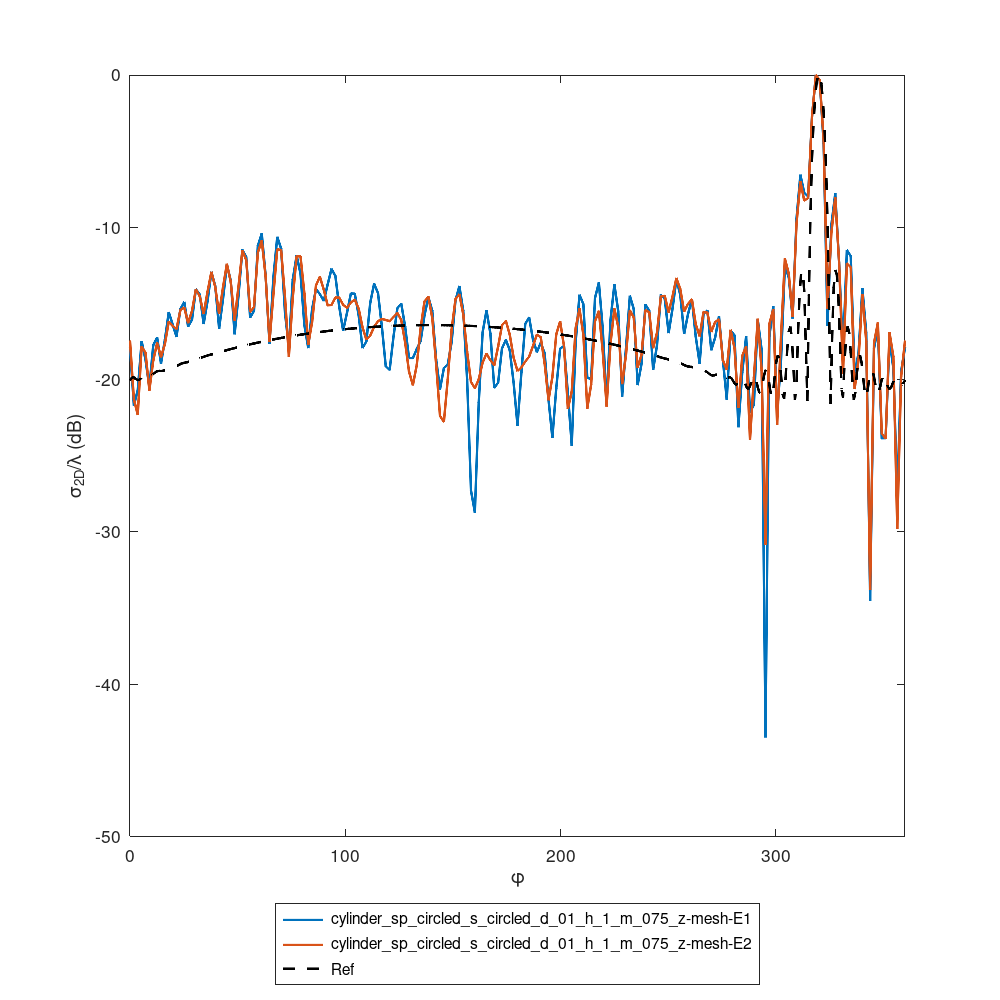 0
-10
-20
-30
-40
-50
σ2D/λ (dB)
0 100 200 300
φ
cylinder_sp_circled_s_circled_d_01_h_1_m_075_z-mesh-E1
cylinder_sp_circled_s_circled_d_01_h_1_m_075_z-mesh-E2
Ref